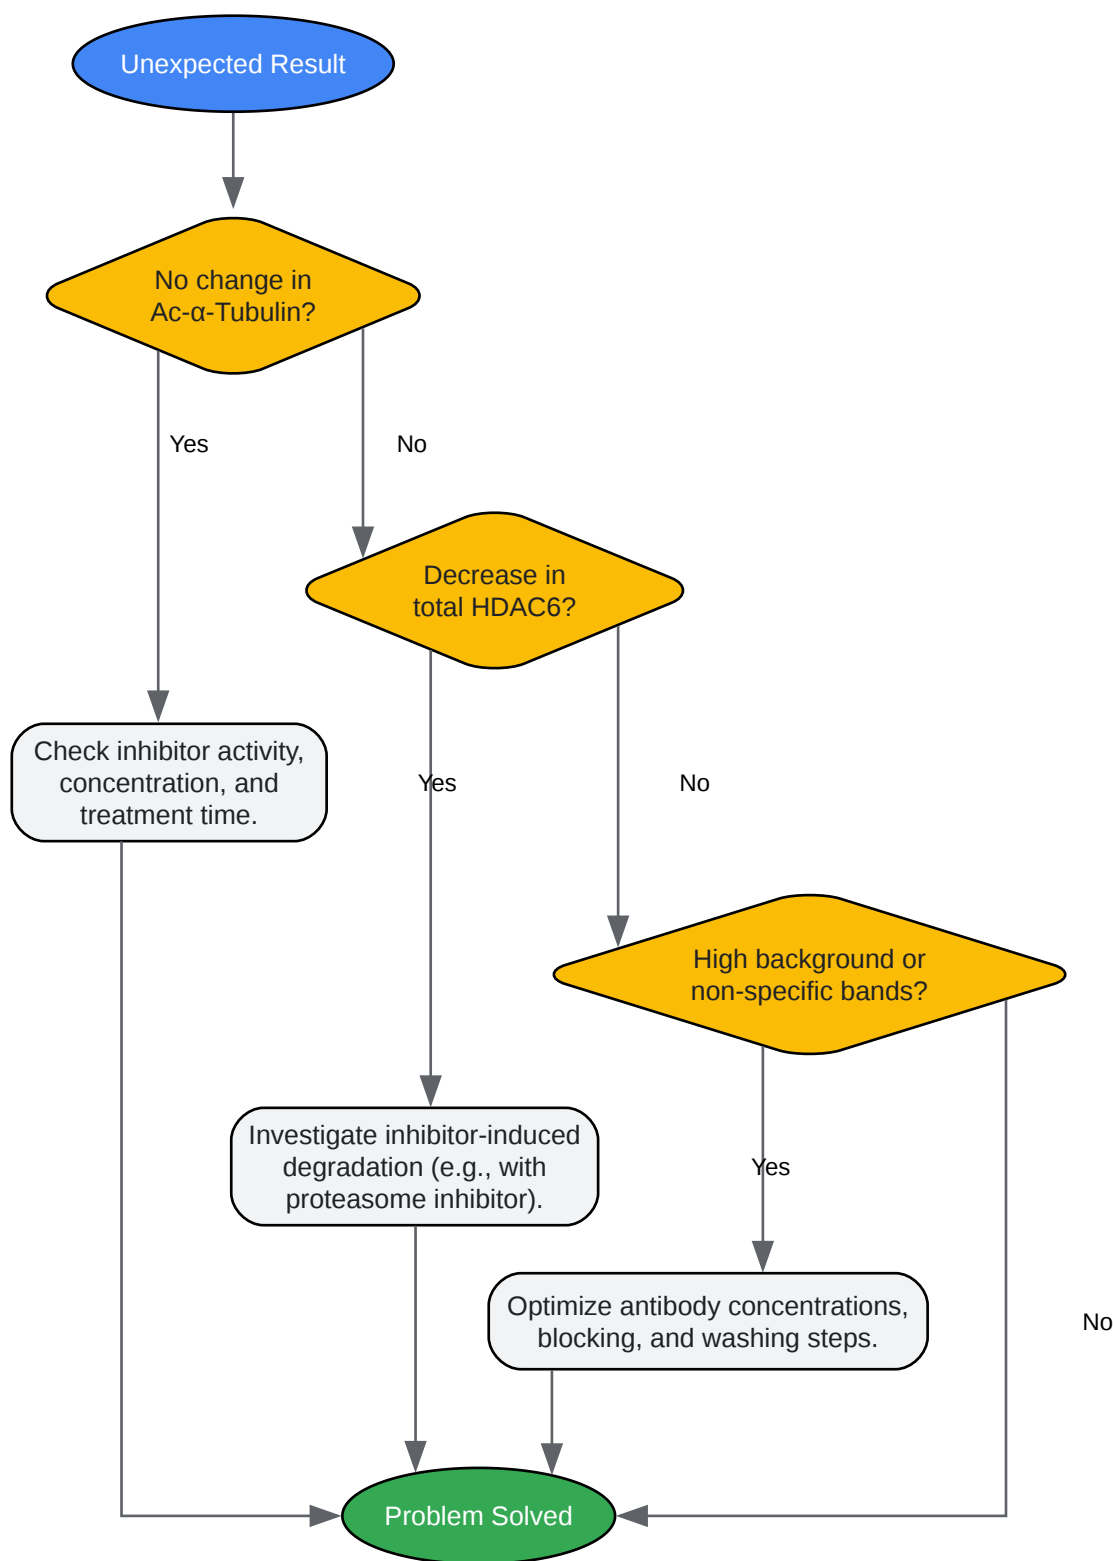 Unexpected Result
No change in
Ac-α-Tubulin?
Yes
No
Decrease in
total HDAC6?
Check inhibitor activity,
concentration, and
treatment time.
Yes
No
High background or
non-specific bands?
Investigate inhibitor-induced
degradation (e.g., with
proteasome inhibitor).
Yes
Optimize antibody concentrations,
blocking, and washing steps.
No
Problem Solved